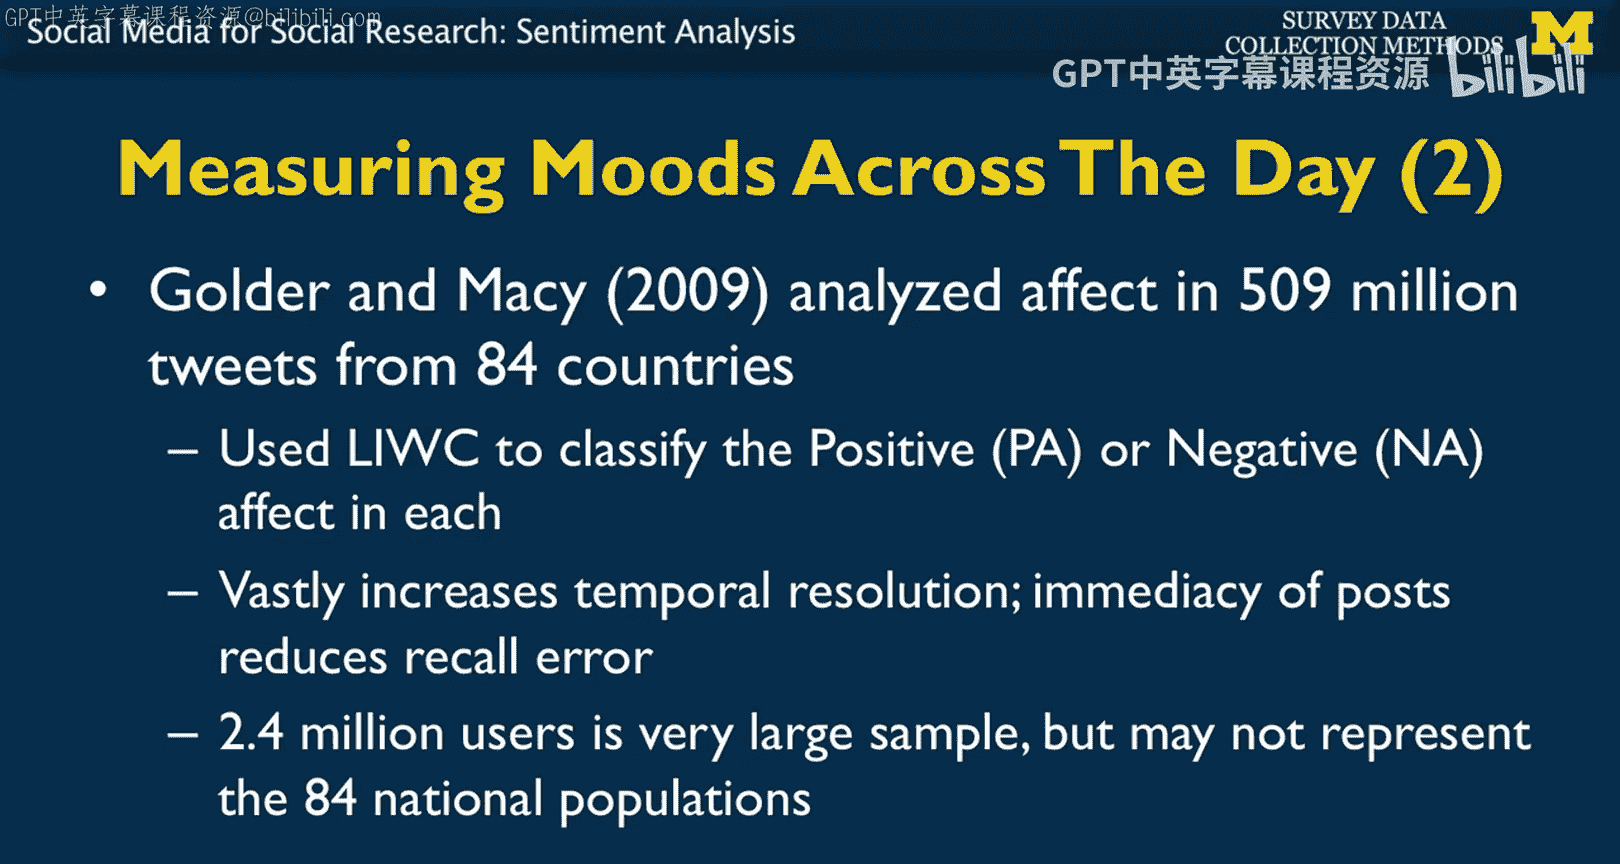 GPT中英字幕课程资源@bilibili.com
Social Media for Social Research: Sentiment Analysis
SURVEY DATA
COLLECTION METHODS
M
GPT中英字幕课程资源 bilibili
Measuring Moods Across The Day (2)
• Golder and Macy (2009) analyzed affect in 509 million
tweets from 84 countries
– Used LIWC to classify the Positive (PA) or Negative (NA)
affect in each
– Vastly increases temporal resolution; immediacy of posts
reduces recall error
– 2.4 million users is very large sample, but may not represent
the 84 national populations